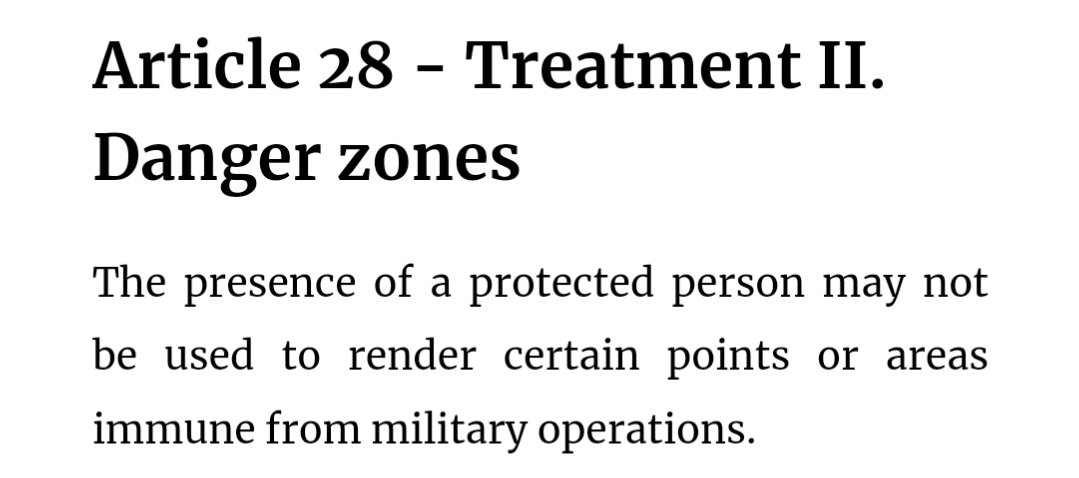 Article 28 - Treatment II.
Danger zones
The presence of a protected person may not
be used to render certain points or areas
immune from military operations.